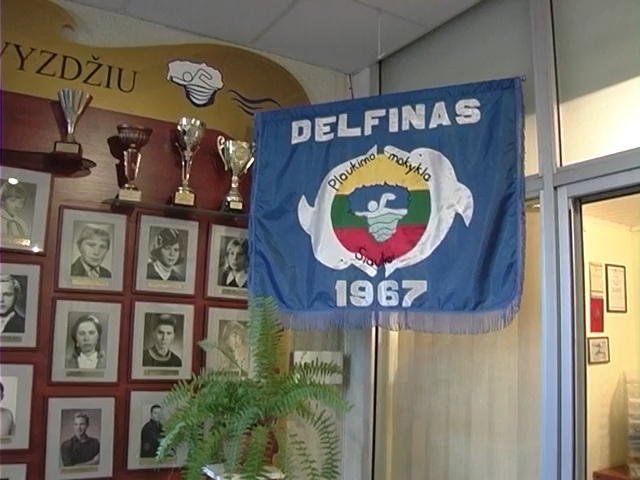 VYZDŽIU
DELFINAS
Plaukimo mokykla
Šiauliai
1967